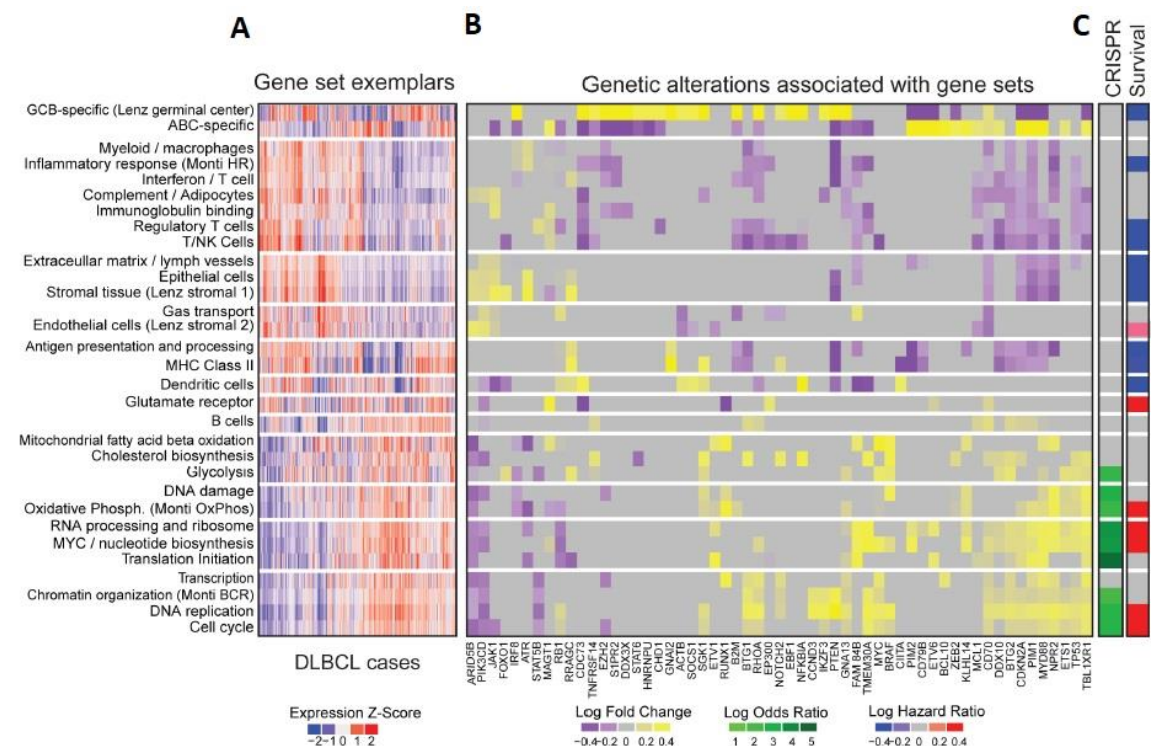 A
B
C
Gene set exemplars
Genetic alterations associated with gene sets
CRISPR
Survival
GCB-specific (Lenz germinal center)
ABC-specific
Myeloid / macrophages
Inflammatory response (Monti HR)
Interferon / T cell
Complement / Adipocytes
Immunoglobulin binding
Regulatory T cells
T/NK Cells
Extraceullar matrix / lymph vessels
Epithelial cells
Stromal tissue (Lenz stromal 1)
Gas transport
Endothelial cells (Lenz stromal 2)
Antigen presentation and processing
MHC Class II
Dendritic cells
Glutamate receptor
B cells
Mitochondrial fatty acid beta oxidation
Cholesterol biosynthesis
Glycolysis
DNA damage
Oxidative Phosph. (Monti OxPhos)
RNA processing and ribosome
MYC / nucleotide biosynthesis
Translation Initiation
Transcription
Chromatin organization (Monti BCR)
DNA replication
Cell cycle
DLBCL cases
ARID5B
PIK3CD
JAK1
FOXO1
IRF8
ATR
STAT5B
MAGT1
RB1
RRAGC
CDC73
TNFRSF14
EZH2
S1PR2
DDX3X
STAT6
HNRNPU
CHD1
GNAI2
ACTB
SOCS1
SGK1
ETV1
RUNX1
B2M
BTG1
RHOA
EP300
NOTCH2
EBF1
NFKBIA
CCND3
IKZF3
PTEN
GNA13
FAM 84B
TMEM30A
MYC
BRAF
CIITA
PIM2
CD79B
ETV6
BCL10
ZEB2
KLHL14
MCL1
CD70
DDX10
BTG2
CDKN2A
PIM1
MYD88
NPR2
ETS1
TP53
TBL1XR1
Expression Z-Score
-2 -1 0 1 2
Log Fold Change
-0.4 -0.2 0 0.2 0.4
Log Odds Ratio
1 2 3 4 5
Log Hazard Ratio
-0.4 -0.2 0 0.2 0.4